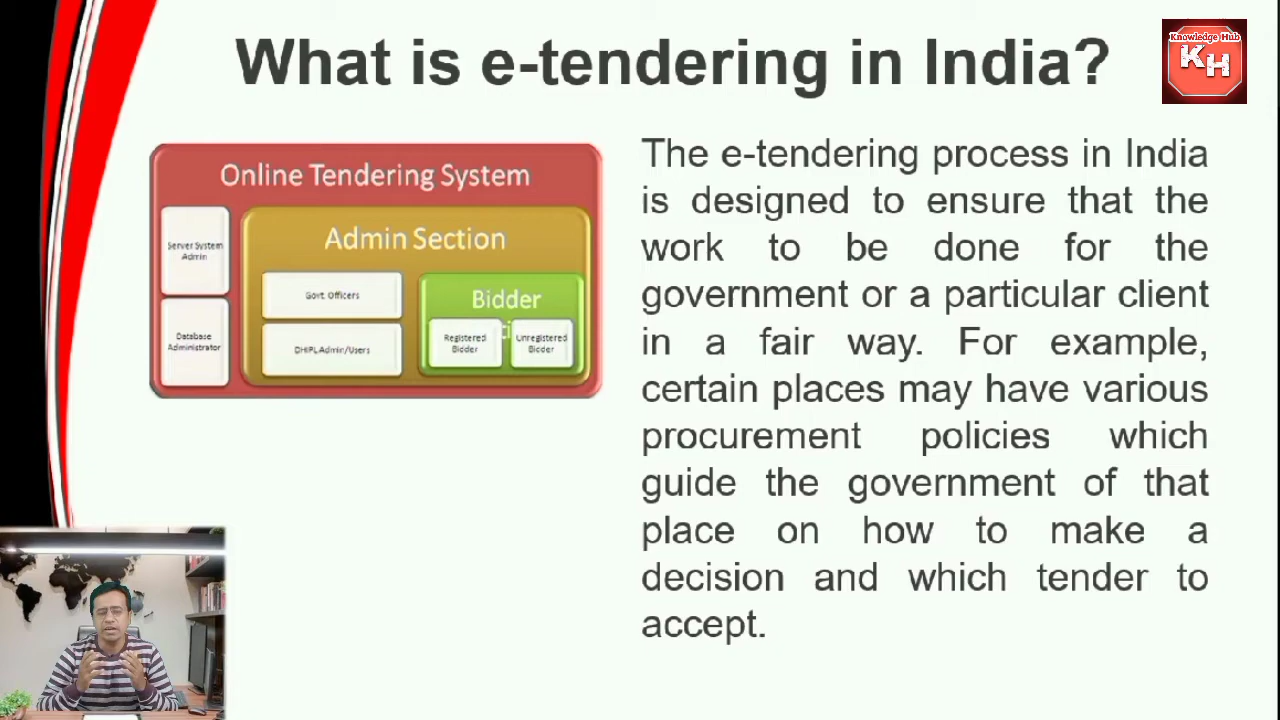 What is e-tendering in India?
Knowledge Hub
KH
Online Tendering System
Server System
Admin
Database
Administrator
Admin Section
Govt. Officers
DHIPL Admin/Users
Bidder
Registered
Bidder
Unregistered
Bidder
The e-tendering process in India
is designed to ensure that the
work to be done for the
government or a particular client
in a fair way. For example,
certain places may have various
procurement policies which
guide the government of that
place on how to make a
decision and which tender to
accept.